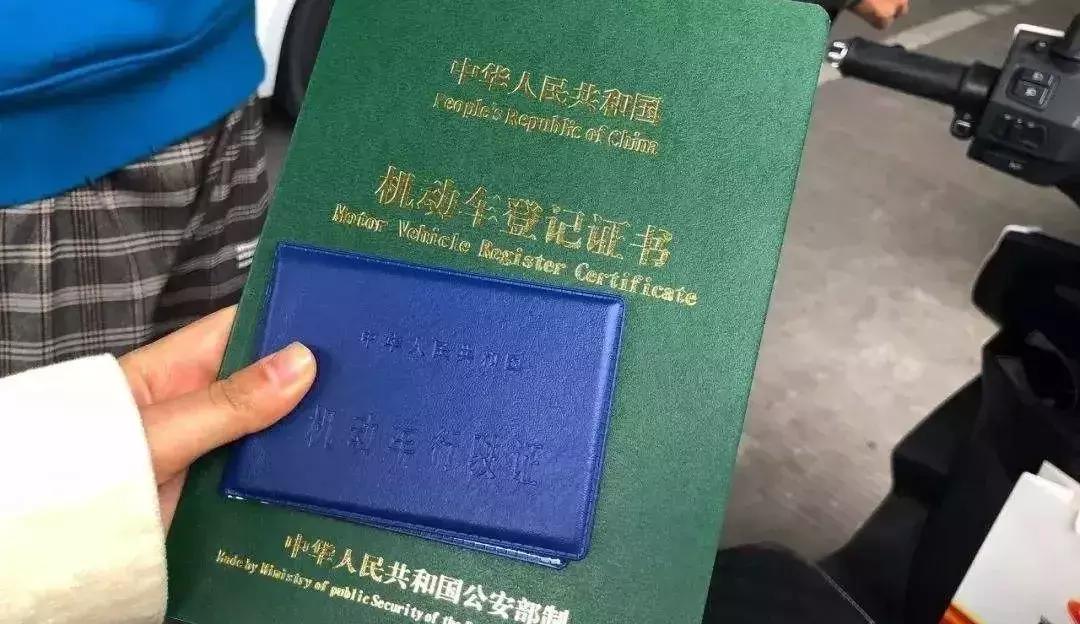 中华人民共和国
People's Republic of China
机动车登记证书
Motor Vehicle Register Certificate
中华人民共和国
机动车行驶证
中华人民共和国公安部制
Made by Ministry of public Security of the